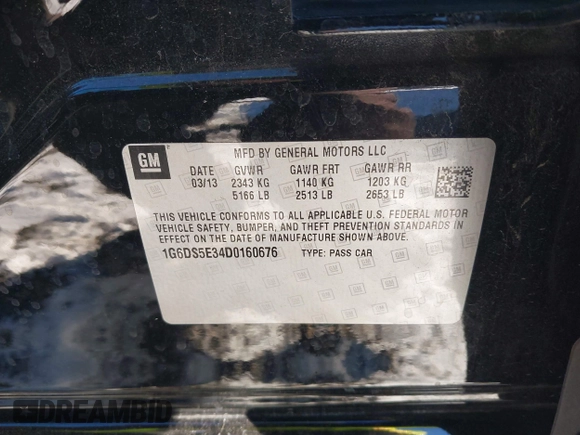 GM
MFD BY GENERAL MOTORS LLC
DATE GVWR GAWR FRT GAWR RR
03/13 2343 KG 1140 KG 1203 KG
5166 LB 2513 LB 2653 LB
THIS VEHICLE CONFORMS TO ALL APPLICABLE U.S. FEDERAL MOTOR
VEHICLE SAFETY, BUMPER, AND THEFT PREVENTION STANDARDS IN
EFFECT ON THE DATE OF MANUFACTURE SHOWN ABOVE.
1G6DS5E34D0160676 TYPE: PASS CAR
DREAMBID